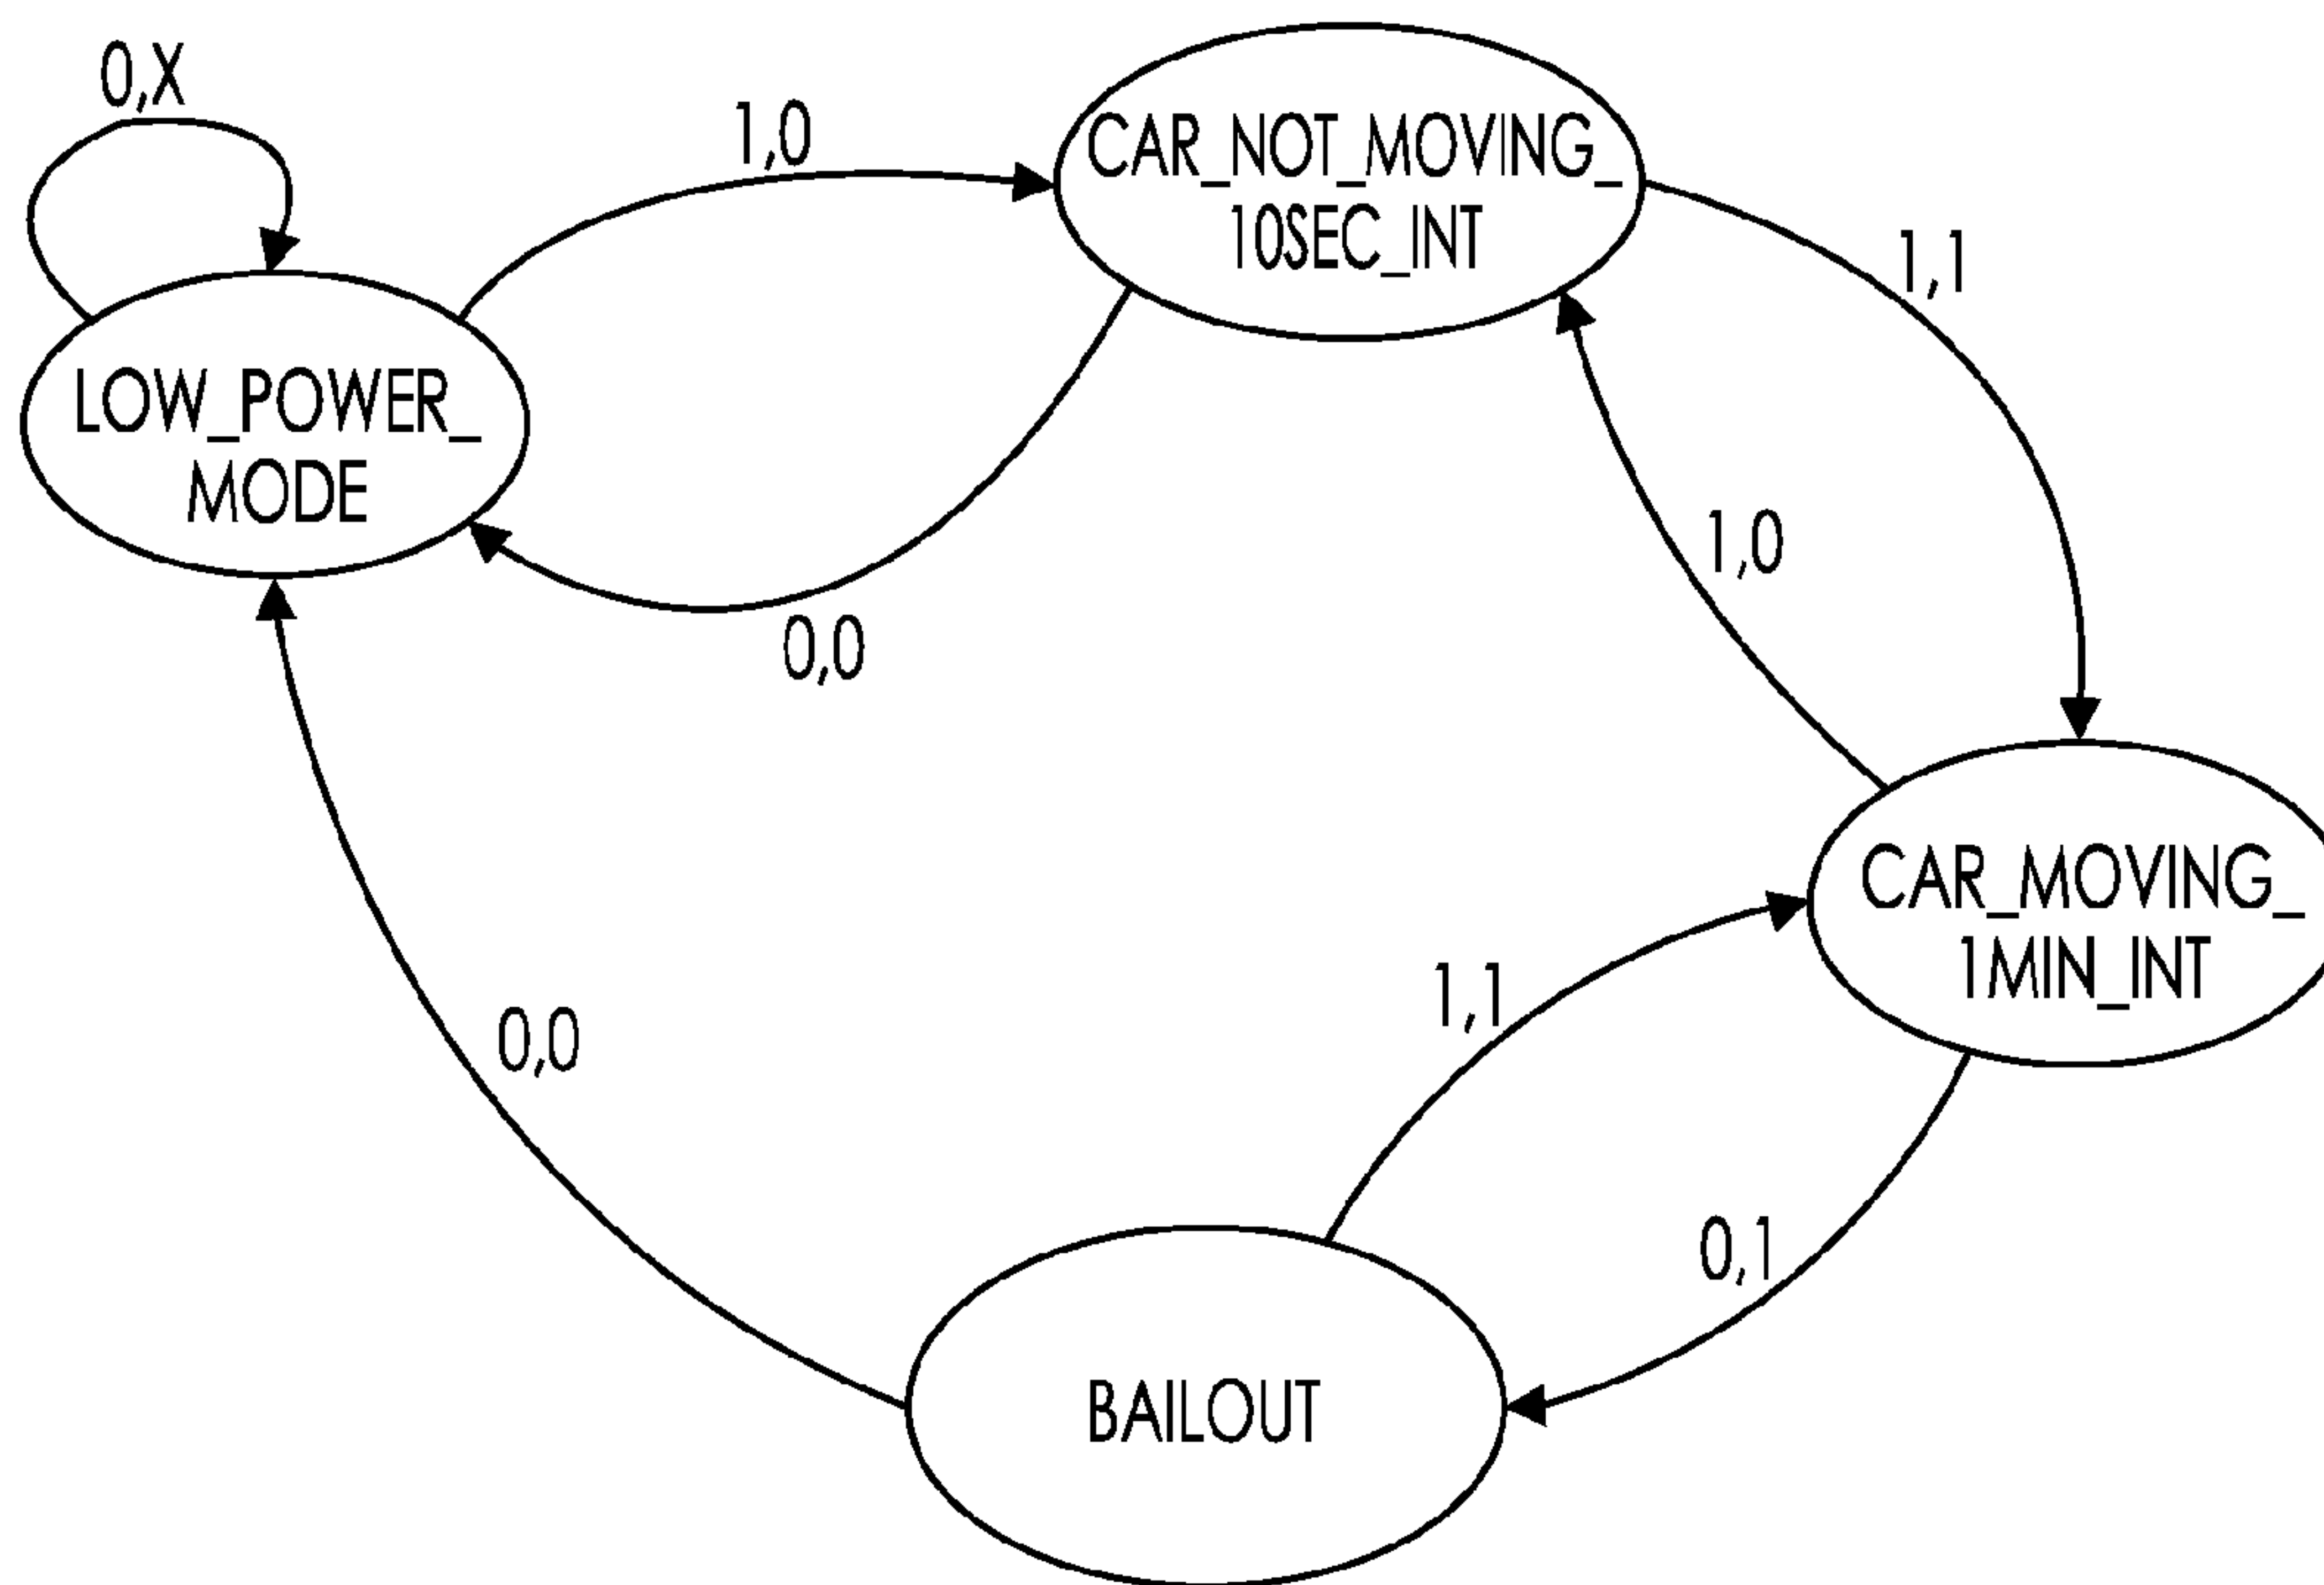 0,X
1,0
CAR_NOT_MOVING_
10SEC_INT
1,1
LOW_POWER_
MODE
1,0
0,0
CAR_MOVING_
1MIN_INT
1,1
0,0
0,1
BAILOUT